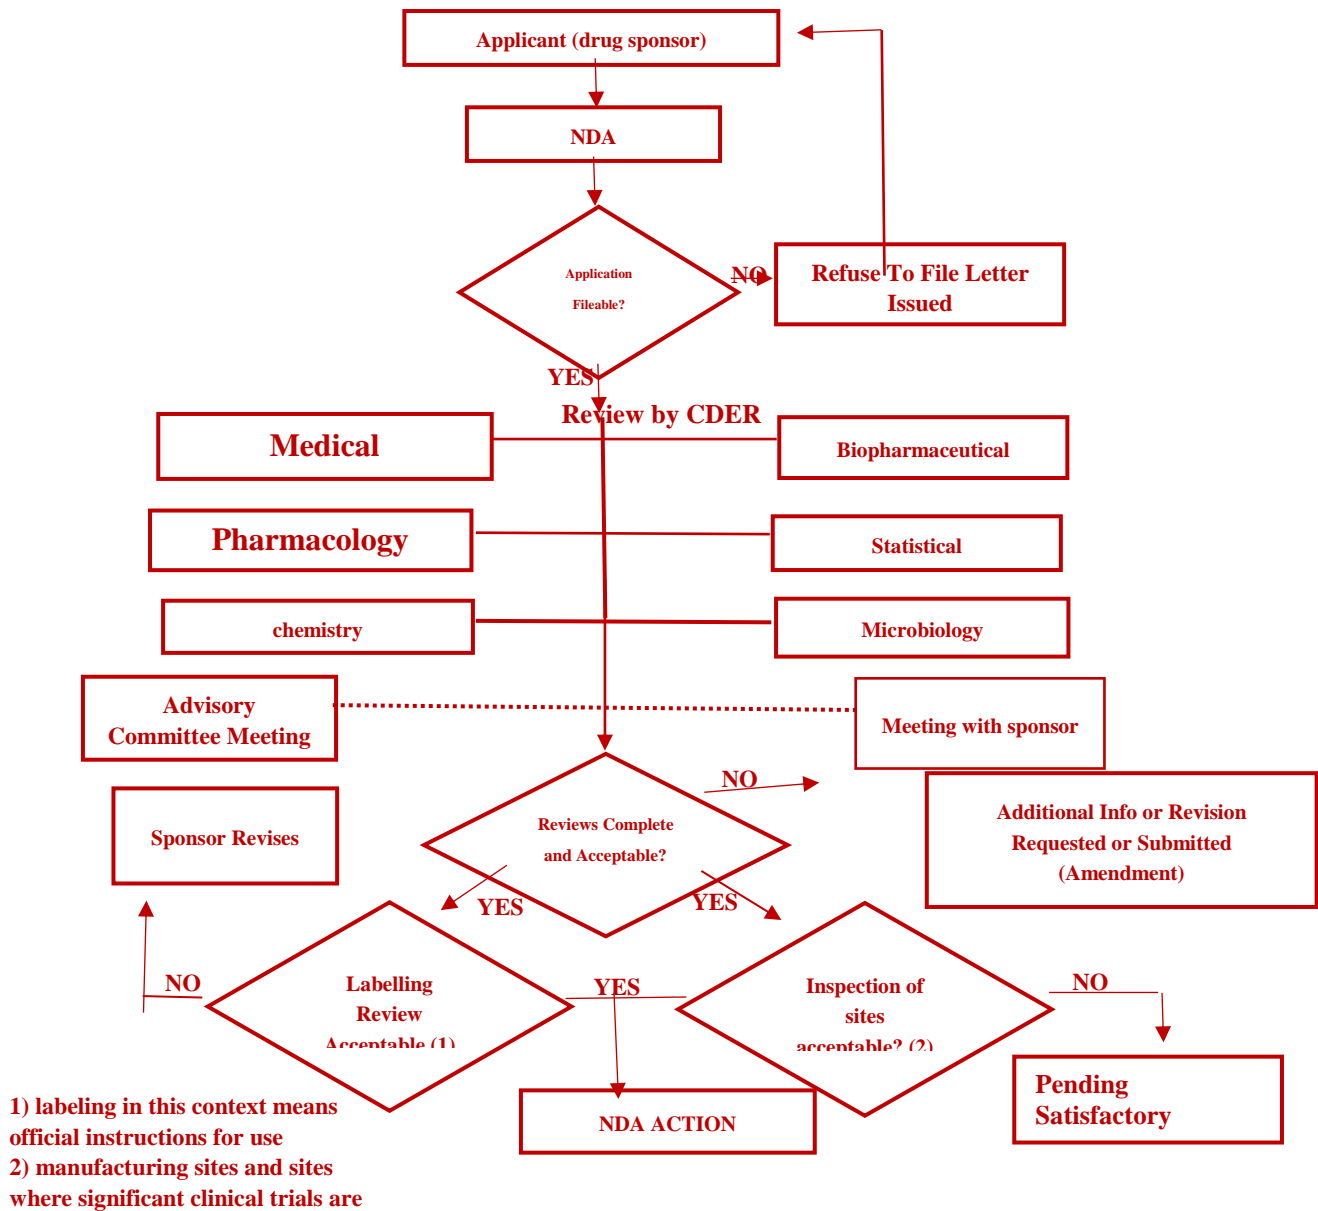 Applicant (drug sponsor)
NDA
Application
Fileable?
NO
Refuse To File Letter
Issued
YES
Review by CDER
Medical
Biopharmaceutical
Pharmacology
Statistical
chemistry
Microbiology
Advisory
Committee Meeting
Meeting with sponsor
NO
Sponsor Revises
Reviews Complete
and Acceptable?
Additional Info or Revision
Requested or Submitted
(Amendment)
YES
YES
NO
Labelling
Review
Acceptable (1)
YES
Inspection of
sites
acceptable? (2)
NO
Pending
Satisfactory
NDA ACTION
1) labeling in this context means
official instructions for use
2) manufacturing sites and sites
where significant clinical trials are